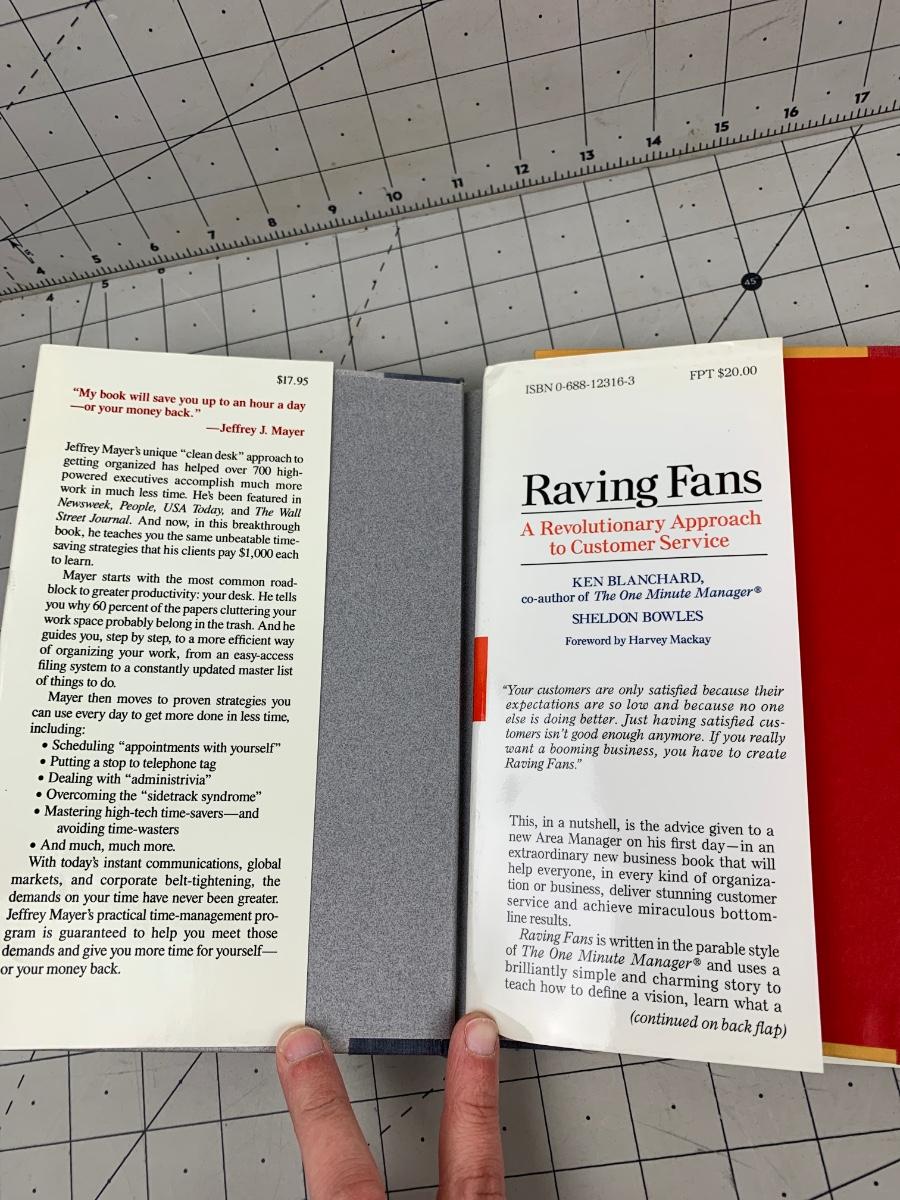 17
16
15
14
13
12
11
10
9
8
7
6
5
4
4
5
6
45°
$17.95
“My book will save you up to an hour a day
—or your money back.”
—Jeffrey J. Mayer
Jeffrey Mayer's unique “clean desk” approach to
getting organized has helped over 700 high-
powered executives accomplish much more
work in much less time. He's been featured in
Newsweek, People, USA Today, and The Wall
Street Journal. And now, in this breakthrough
book, he teaches you the same unbeatable time-
saving strategies that his clients pay $1,000 each
to learn.
Mayer starts with the most common road-
block to greater productivity: your desk. He tells
you why 60 percent of the papers cluttering your
work space probably belong in the trash. And he
guides you, step by step, to a more efficient way
of organizing your work, from an easy-access
filing system to a constantly updated master list
of things to do.
Mayer then moves to proven strategies you
can use every day to get more done in less time,
including:
• Scheduling “appointments with yourself”
• Putting a stop to telephone tag
• Dealing with “administrivia”
• Overcoming the “sidetrack syndrome”
• Mastering high-tech time-savers—and
avoiding time-wasters
• And much, much more.
With today's instant communications, global
markets, and corporate belt-tightening, the
demands on your time have never been greater.
Jeffrey Mayer's practical time-management pro-
gram is guaranteed to help you meet those
demands and give you more time for yourself—
or your money back.
ISBN 0-688-12316-3
FPT $20.00
Raving Fans
A Revolutionary Approach
to Customer Service
KEN BLANCHARD,
co-author of The One Minute Manager®
SHELDON BOWLES
Foreword by Harvey Mackay
“Your customers are only satisfied because their
expectations are so low and because no one
else is doing better. Just having satisfied cus-
tomers isn't good enough anymore. If you really
want a booming business, you have to create
Raving Fans.”
This, in a nutshell, is the advice given to a
new Area Manager on his first day—in an
extraordinary new business book that will
help everyone, in every kind of organiza-
tion or business, deliver stunning customer
service and achieve miraculous bottom-
line results.
Raving Fans is written in the parable style
of The One Minute Manager® and uses a
brilliantly simple and charming story to
teach how to define a vision, learn what a
(continued on back flap)